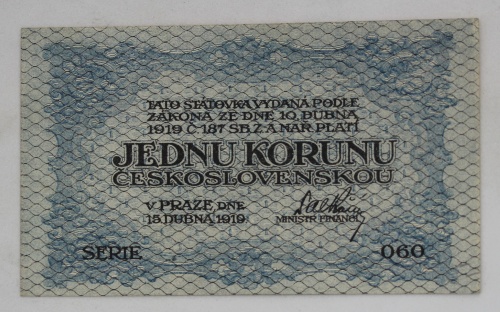 TATO STÁTOVKA VYDANÁ PODLE
ZÁKONA ZE DNE 10. DUBNA
1919 Č 187 SB. Z. A NAŘ. PLATÍ
JEDNU KORUNU
ČESKOSLOVENSKOU
V PRAZE DNE
15. DUBNA 1919.
MINISTR FINANCÍ
SERIE 060